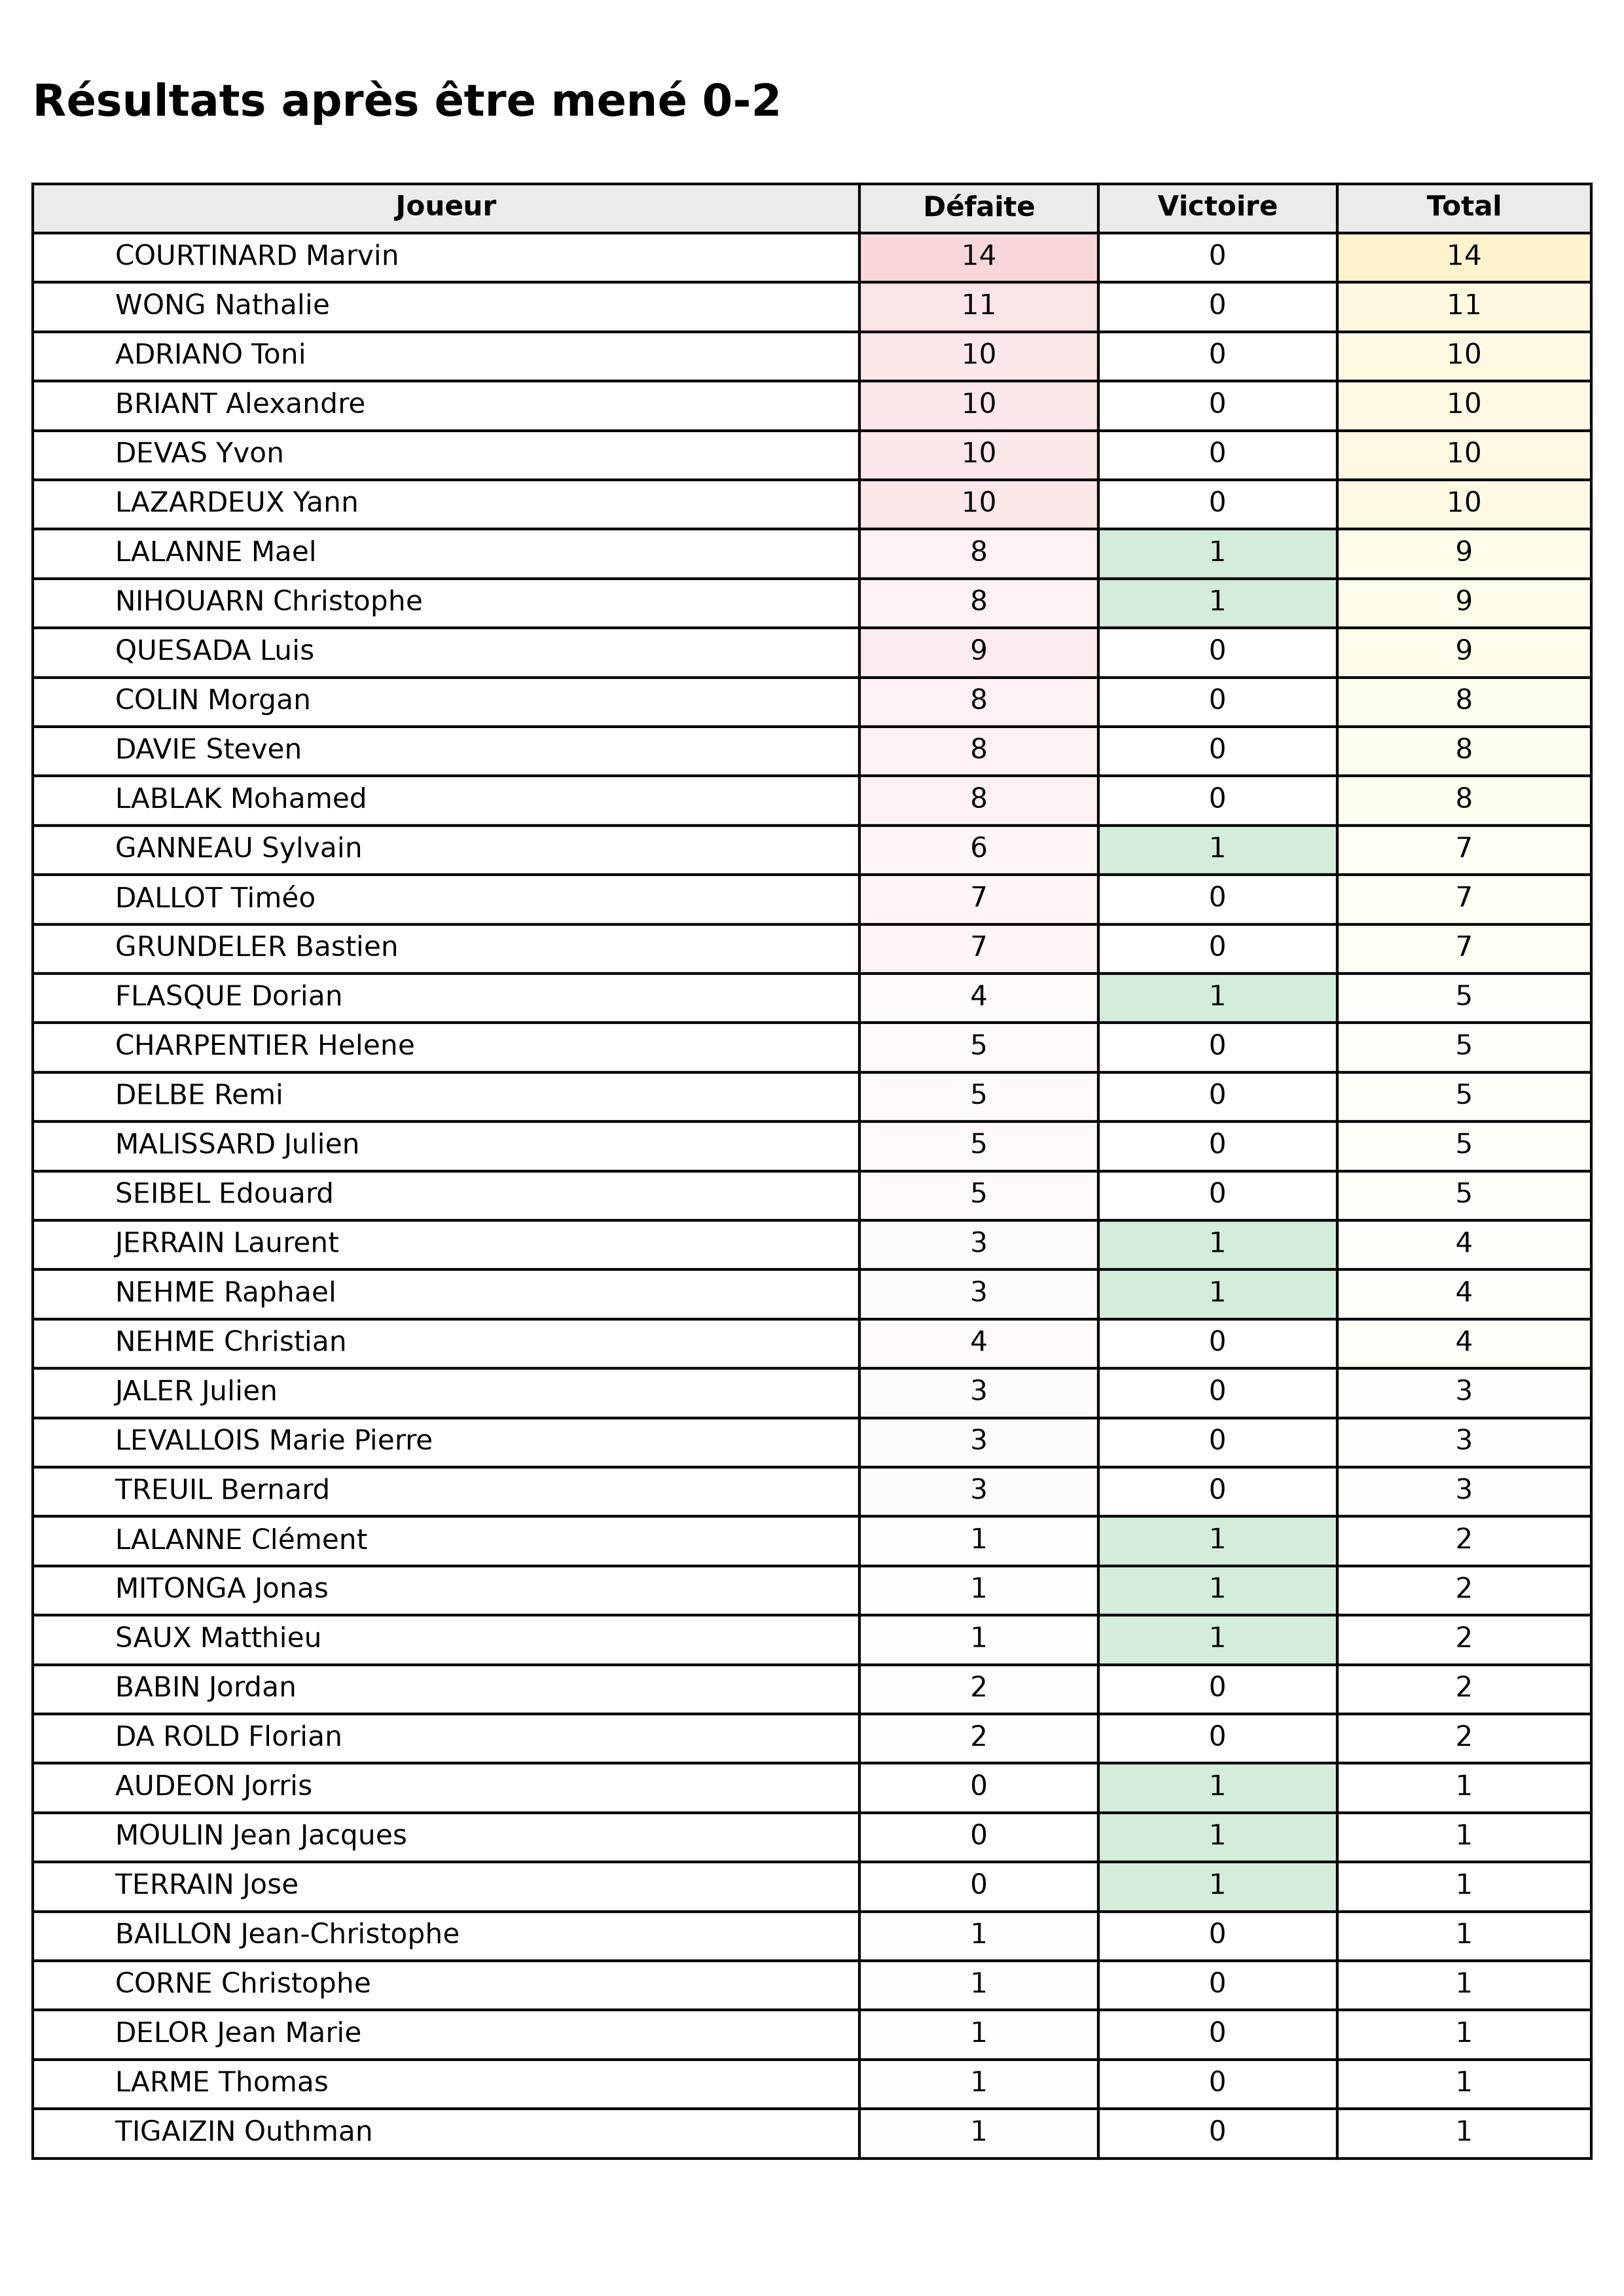 Résultats après être mené 0-2
Joueur Défaite Victoire Total
COURTINARD Marvin 14 0 14
WONG Nathalie 11 0 11
ADRIANO Toni 10 0 10
BRIANT Alexandre 10 0 10
DEVAS Yvon 10 0 10
LAZARDEUX Yann 10 0 10
LALANNE Mael 8 1 9
NIHOUARN Christophe 8 1 9
QUESADA Luis 9 0 9
COLIN Morgan 8 0 8
DAVIE Steven 8 0 8
LABLAK Mohamed 8 0 8
GANNEAU Sylvain 6 1 7
DALLOT Timéo 7 0 7
GRUNDELER Bastien 7 0 7
FLASQUE Dorian 4 1 5
CHARPENTIER Helene 5 0 5
DELBE Remi 5 0 5
MALISSARD Julien 5 0 5
SEIBEL Edouard 5 0 5
JERRAIN Laurent 3 1 4
NEHME Raphael 3 1 4
NEHME Christian 4 0 4
JALER Julien 3 0 3
LEVALLOIS Marie Pierre 3 0 3
TREUIL Bernard 3 0 3
LALANNE Clément 1 1 2
MITONGA Jonas 1 1 2
SAUX Matthieu 1 1 2
BABIN Jordan 2 0 2
DA ROLD Florian 2 0 2
AUDEON Jorris 0 1 1
MOULIN Jean Jacques 0 1 1
TERRAIN Jose 0 1 1
BAILLON Jean-Christophe 1 0 1
CORNE Christophe 1 0 1
DELOR Jean Marie 1 0 1
LARME Thomas 1 0 1
TIGAIZIN Outhman 1 0 1